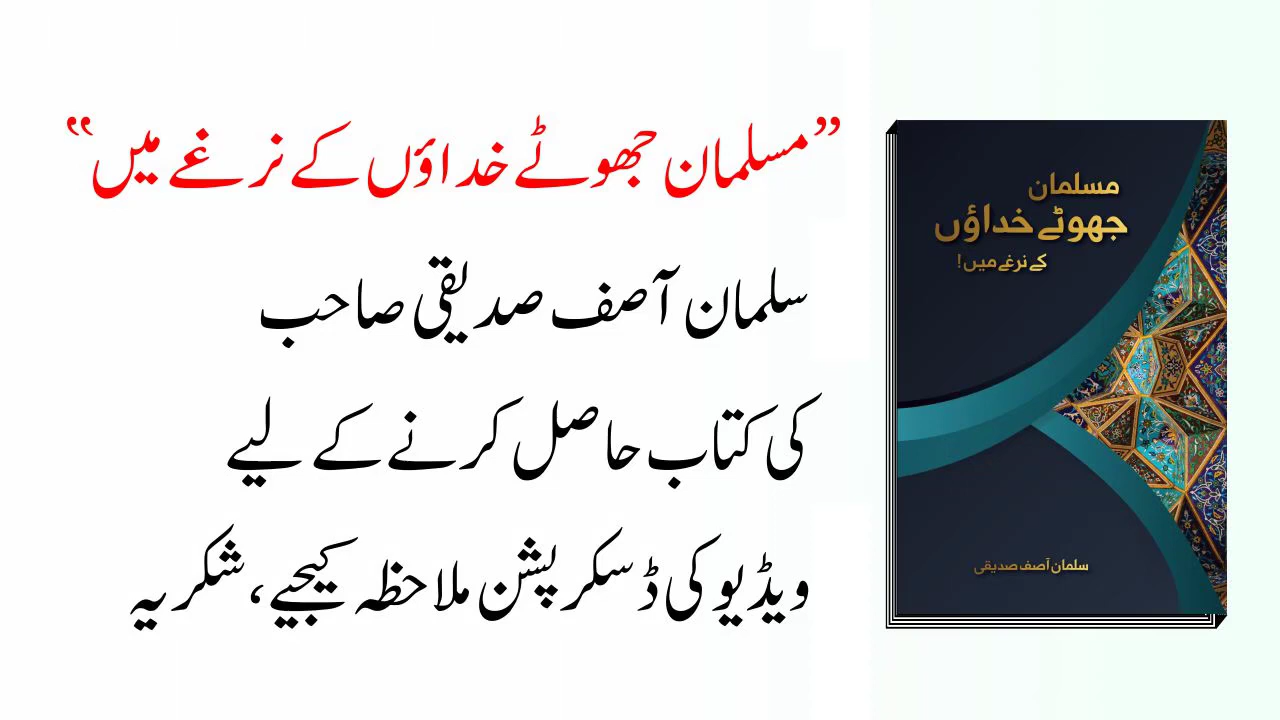 ”مسلمان جھوٹے خداؤں کے نرغے میں“
سلمان آصف صدیقی صاحب
کی کتاب حاصل کرنے کے لیے
ویڈیو کی ڈسکرپشن ملاحظہ کیجیے، شکریہ
مسلمان
جھوٹے خداؤں
کے نرغے میں!
سلمان آصف صدیقی